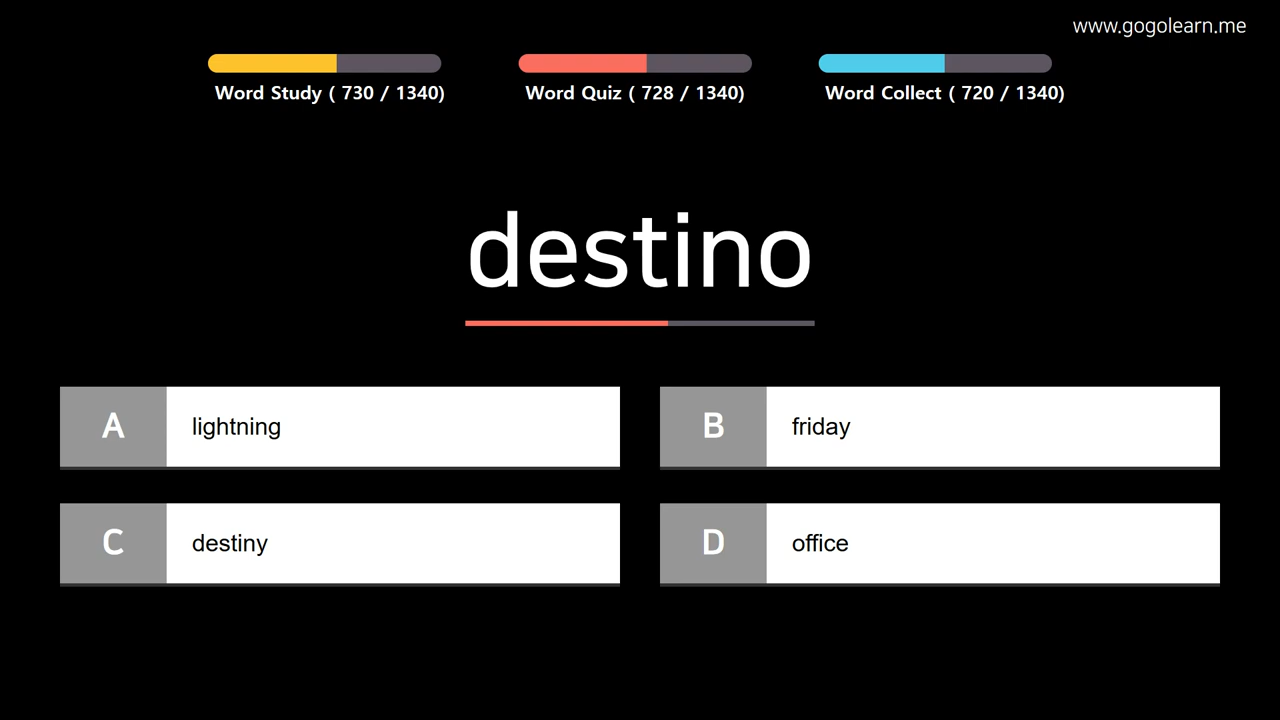 www.gogolearn.me
Word Study ( 730 / 1340)
Word Quiz ( 728 / 1340)
Word Collect ( 720 / 1340)
destino
A lightning
B friday
C destiny
D office